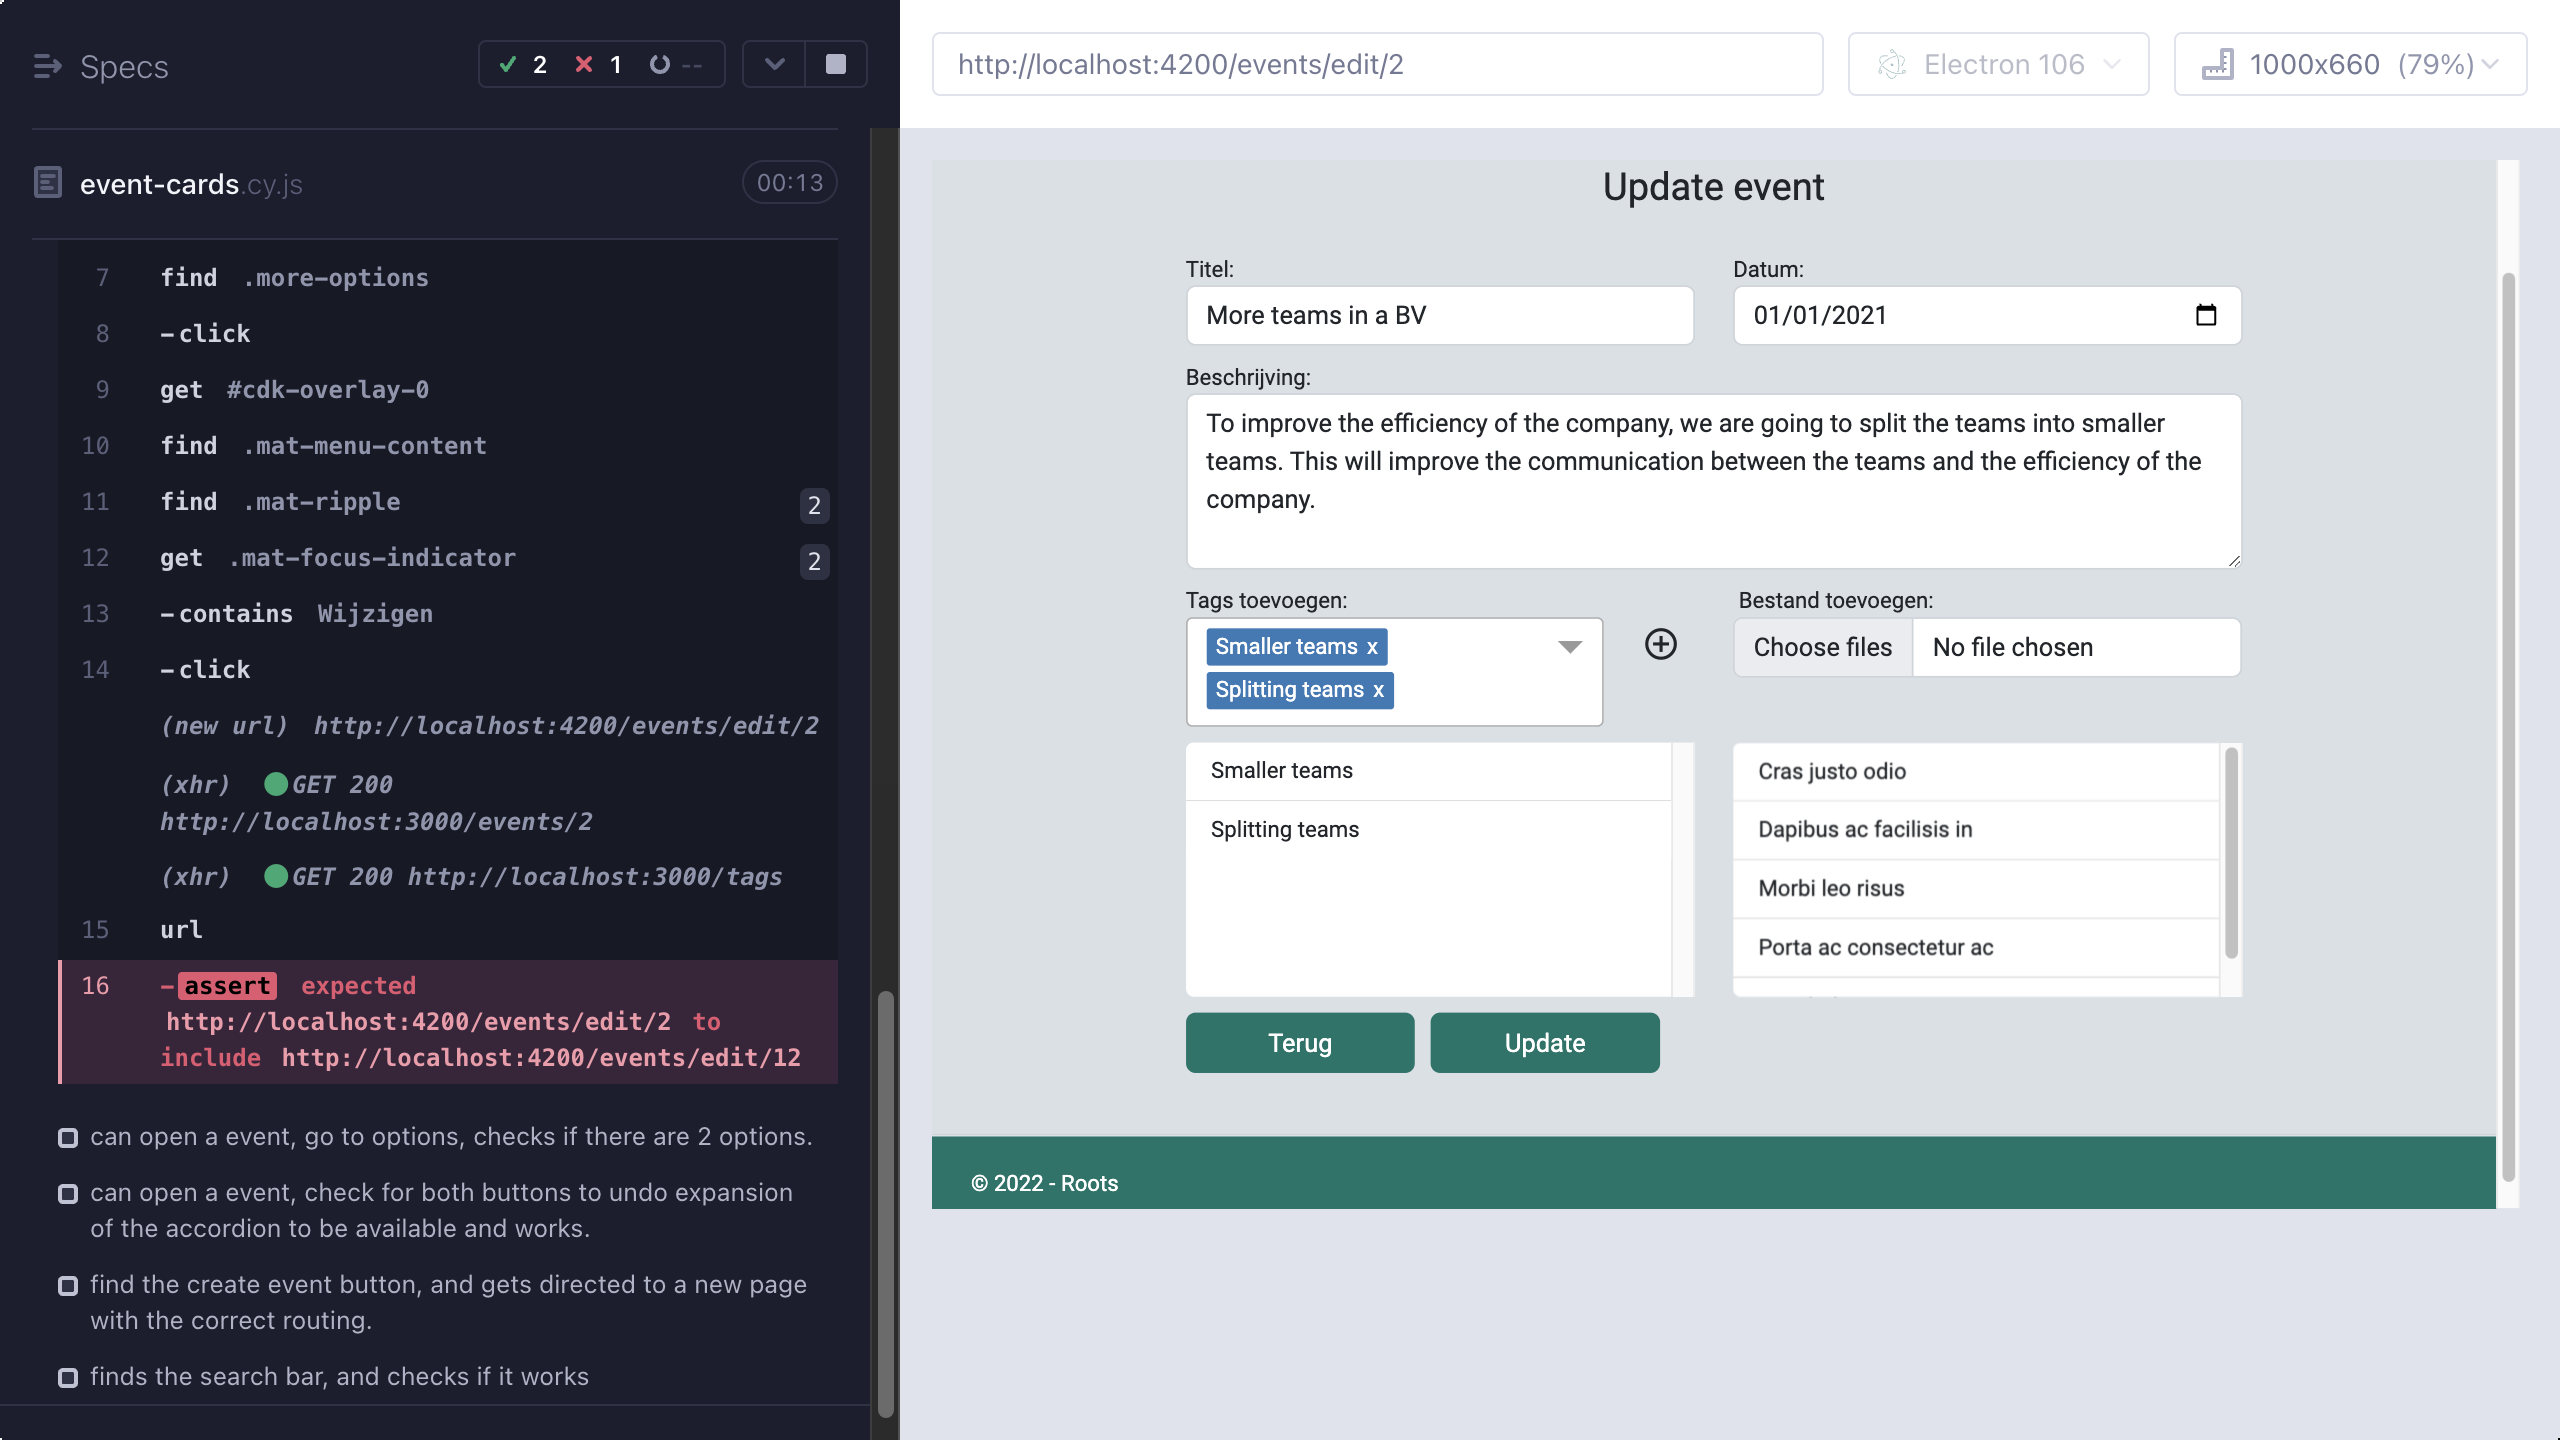 Specs
2
1
--
event-cards.cy.js
00:13
7 find .more-options
8 -click
9 get #cdk-overlay-0
10 find .mat-menu-content
11 find .mat-ripple 2
12 get .mat-focus-indicator 2
13 -contains Wijzigen
14 -click
(new url) http://localhost:4200/events/edit/2
(xhr) GET 200
http://localhost:3000/events/2
(xhr) GET 200 http://localhost:3000/tags
15 url
16 -assert expected
http://localhost:4200/events/edit/2 to
include http://localhost:4200/events/edit/12
can open a event, go to options, checks if there are 2 options.
can open a event, check for both buttons to undo expansion
of the accordion to be available and works.
find the create event button, and gets directed to a new page
with the correct routing.
finds the search bar, and checks if it works
http://localhost:4200/events/edit/2
Electron 106
1000x660 (79%)
Update event
Titel:
More teams in a BV
Datum:
01/01/2021
Beschrijving:
To improve the efficiency of the company, we are going to split the teams into smaller
teams. This will improve the communication between the teams and the efficiency of the
company.
Tags toevoegen:
Smaller teams x
Splitting teams x
Bestand toevoegen:
Choose files No file chosen
Smaller teams
Splitting teams
Cras justo odio
Dapibus ac facilisis in
Morbi leo risus
Porta ac consectetur ac
Terug
Update
© 2022 - Roots